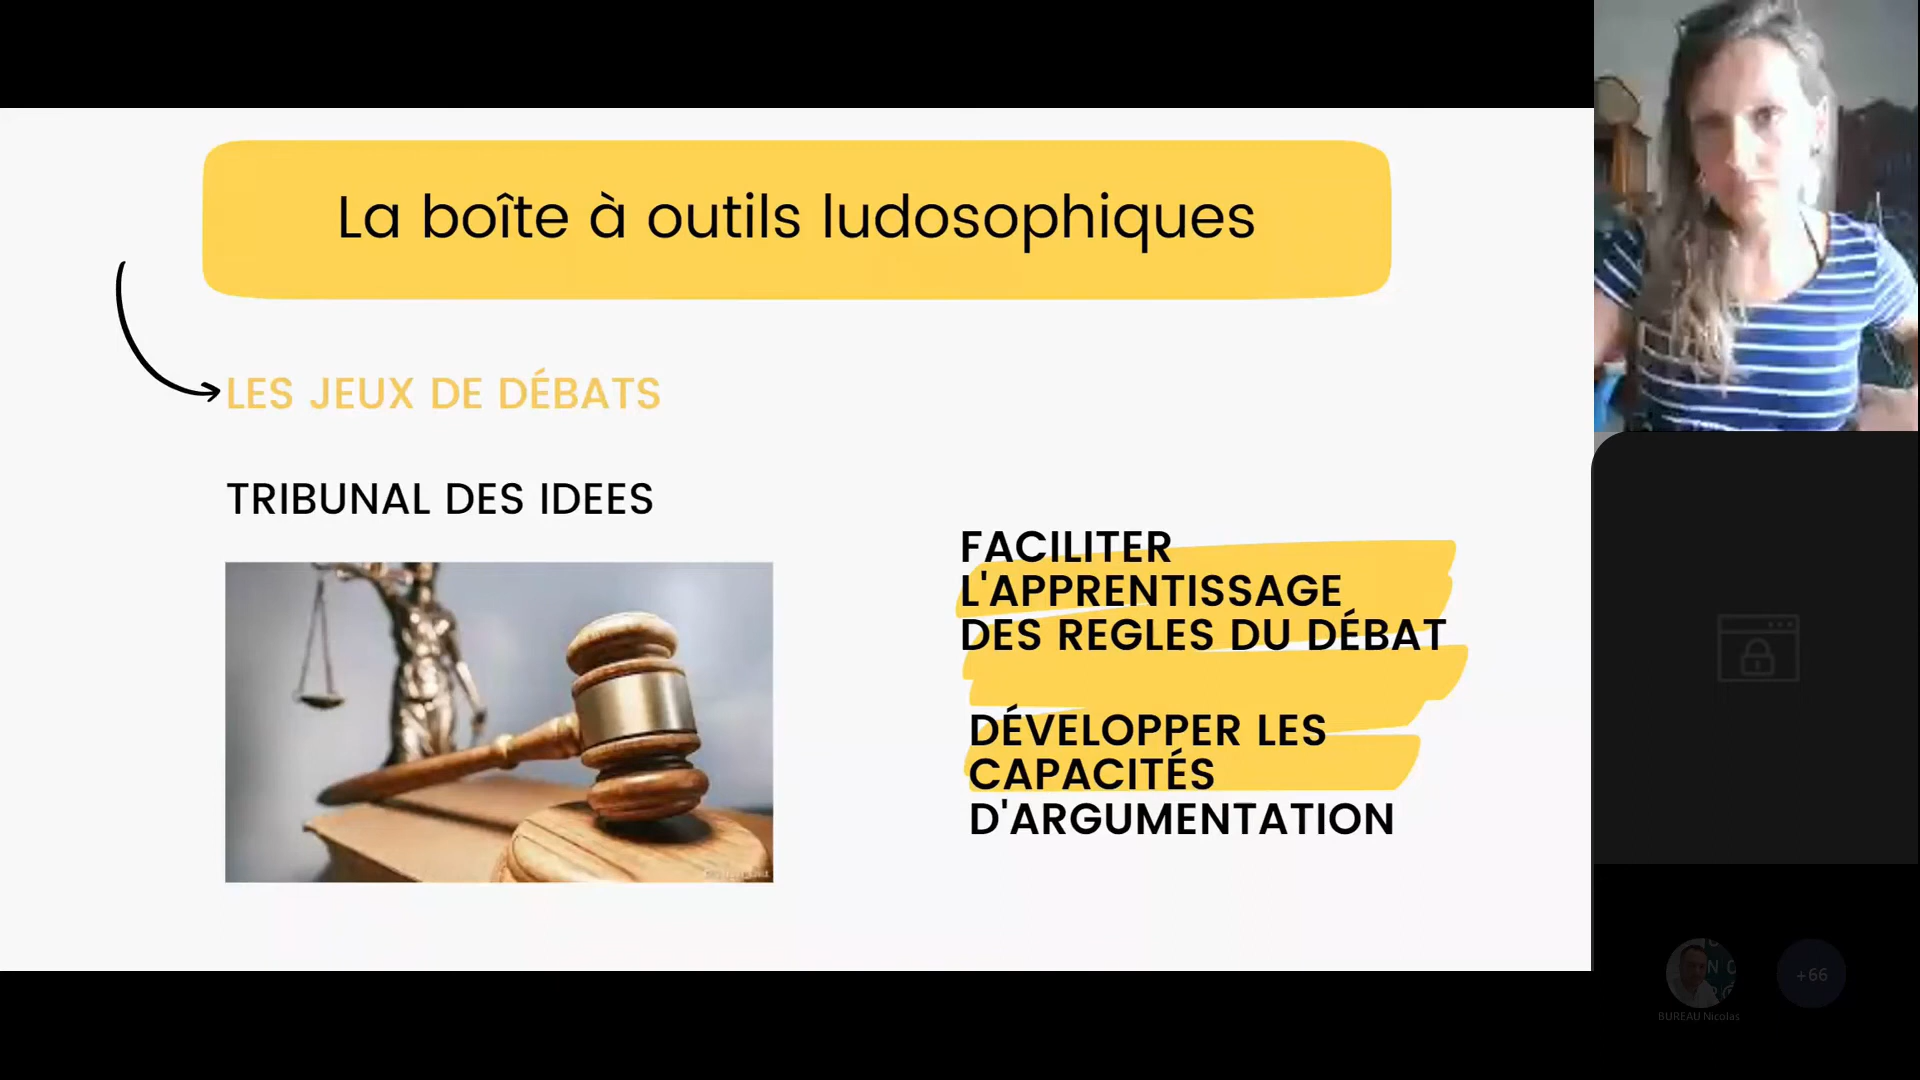 La boîte à outils ludosophiques
LES JEUX DE DÉBATS
TRIBUNAL DES IDEES
FACILITER
L'APPRENTISSAGE
DES REGLES DU DÉBAT
DÉVELOPPER LES
CAPACITÉS
D'ARGUMENTATION
+66
BUREAU Nicolas